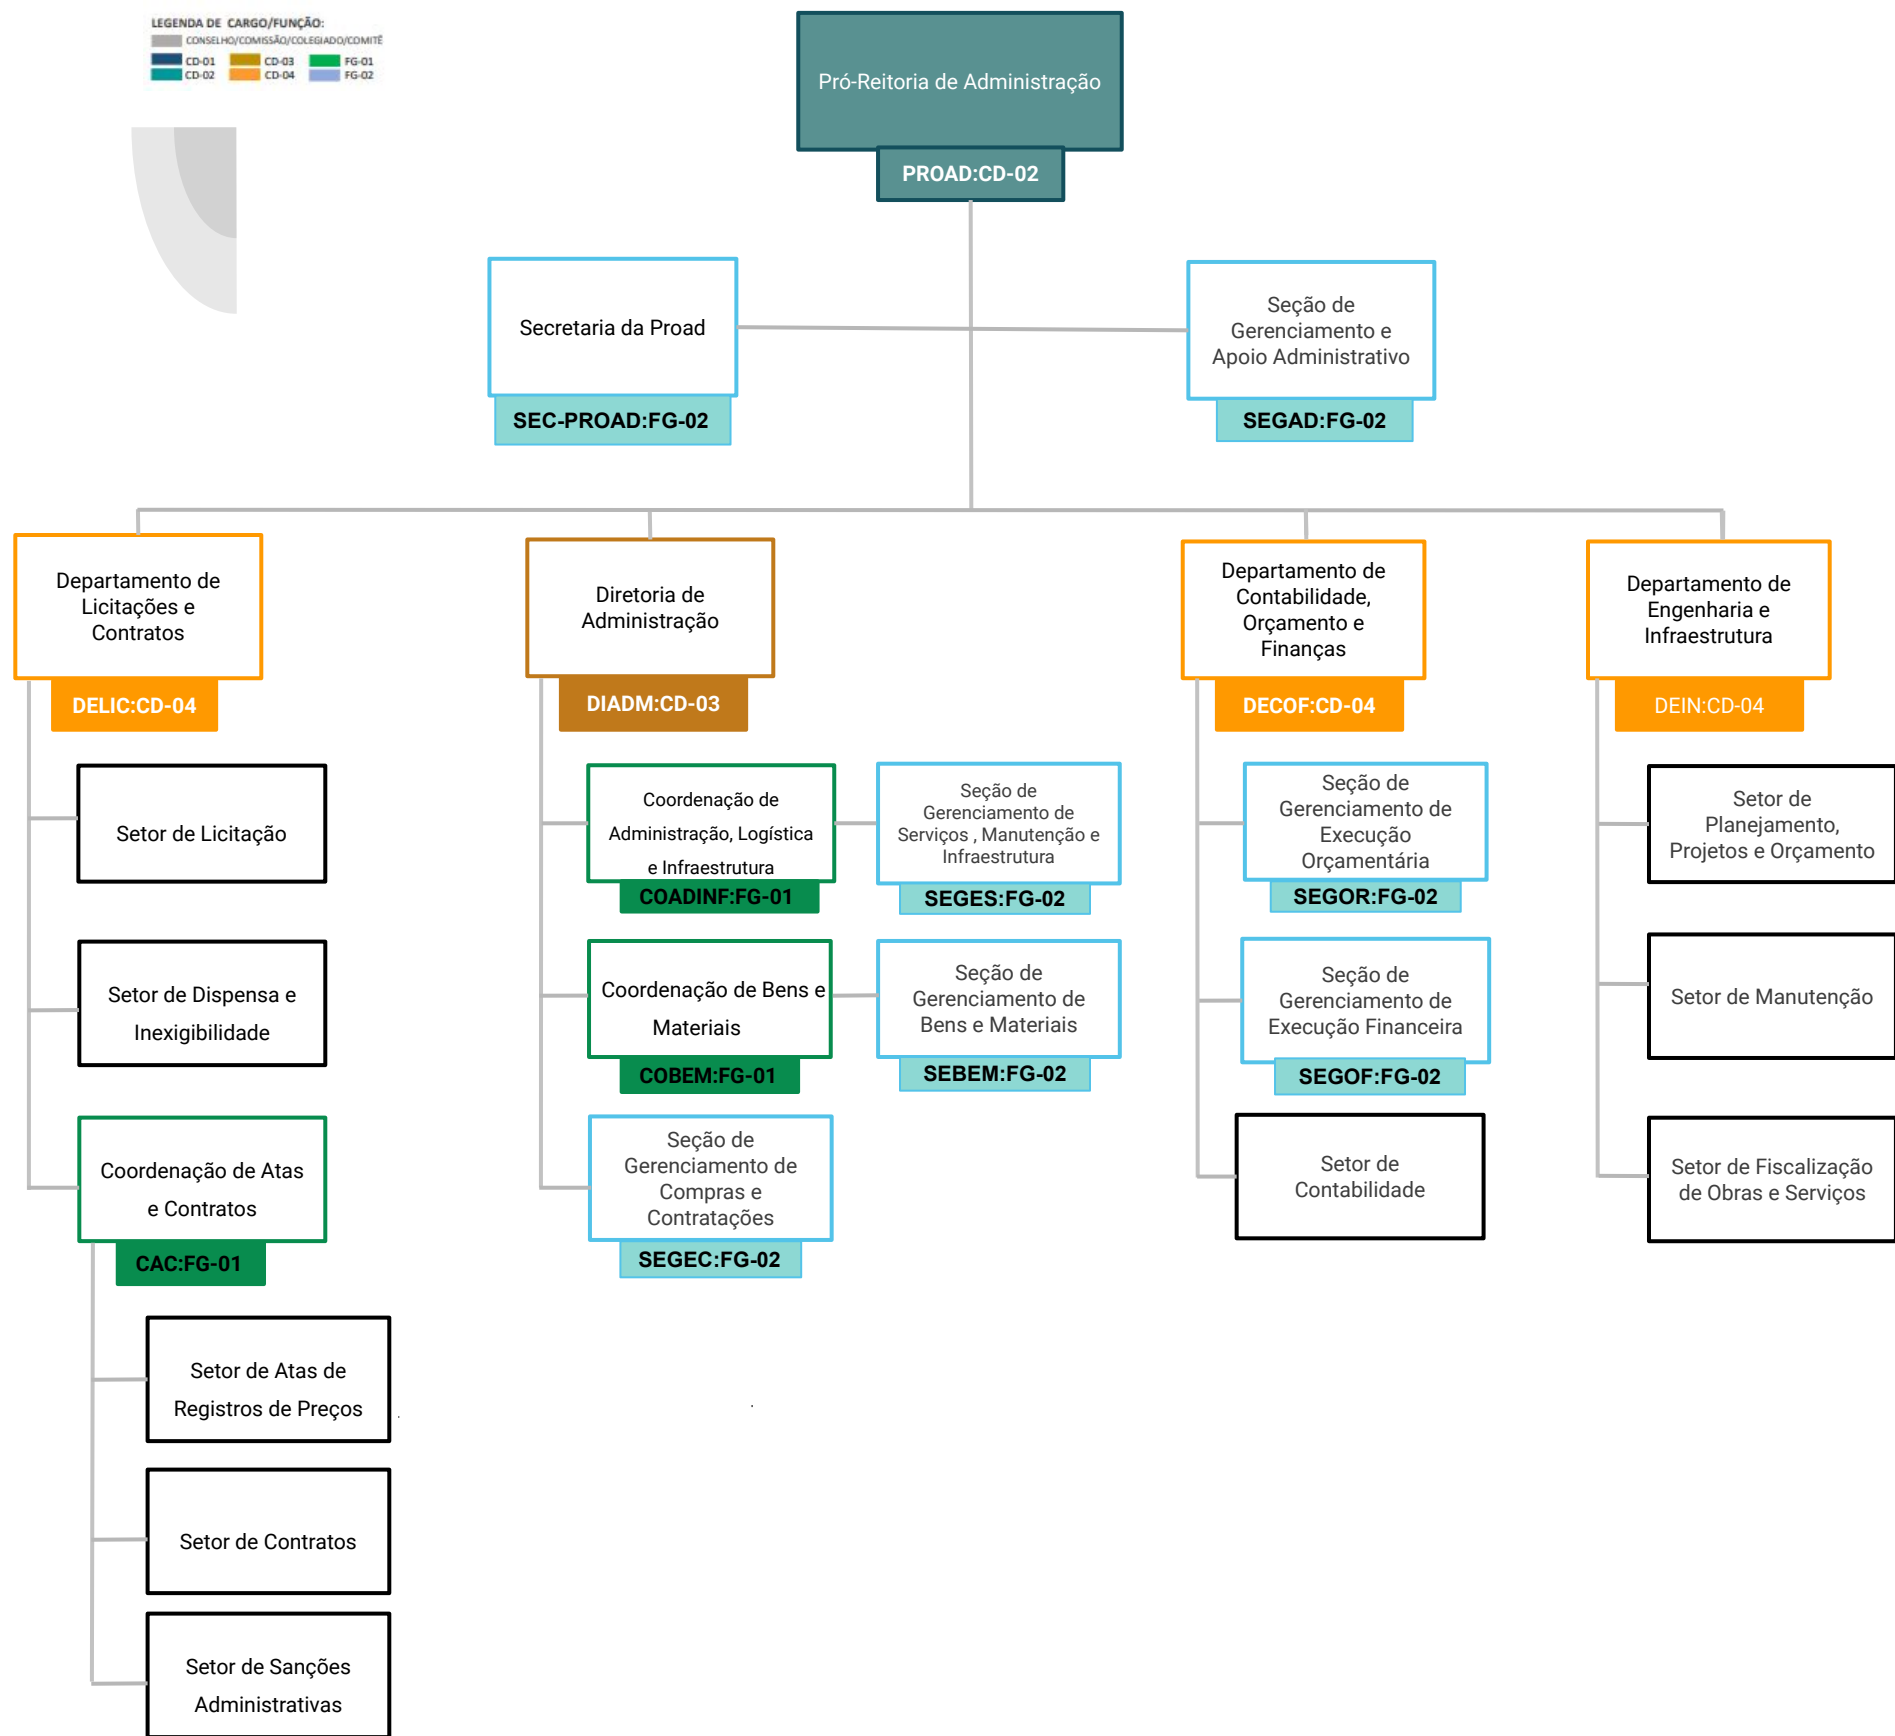 LEGENDA DE CARGO/FUNÇÃO:
CONSELHO/COMISSÃO/COLEGIADO/COMITÊ
CD-01 CD-03 FG-01
CD-02 CD-04 FG-02
Pró-Reitoria de Administração
PROAD:CD-02
Secretaria da Proad
SEC-PROAD:FG-02
Seção de
Gerenciamento e
Apoio Administrativo
SEGAD:FG-02
Departamento de
Licitações e
Contratos
DELIC:CD-04
Setor de Licitação
Setor de Dispensa e
Inexigibilidade
Coordenação de Atas
e Contratos
CAC:FG-01
Setor de Atas de
Registros de Preços
Setor de Contratos
Setor de Sanções
Administrativas
Diretoria de
Administração
DIADM:CD-03
Coordenação de
Administração, Logística
e Infraestrutura
COADINF:FG-01
Seção de
Gerenciamento de
Serviços , Manutenção e
Infraestrutura
SEGES:FG-02
Coordenação de Bens e
Materiais
COBEM:FG-01
Seção de
Gerenciamento de
Bens e Materiais
SEBEM:FG-02
Seção de
Gerenciamento de
Compras e
Contratações
SEGEC:FG-02
Departamento de
Contabilidade,
Orçamento e
Finanças
DECOF:CD-04
Seção de
Gerenciamento de
Execução
Orçamentária
SEGOR:FG-02
Seção de
Gerenciamento de
Execução Financeira
SEGOF:FG-02
Setor de
Contabilidade
Departamento de
Engenharia e
Infraestrutura
DEIN:CD-04
Setor de
Planejamento,
Projetos e Orçamento
Setor de Manutenção
Setor de Fiscalização
de Obras e Serviços